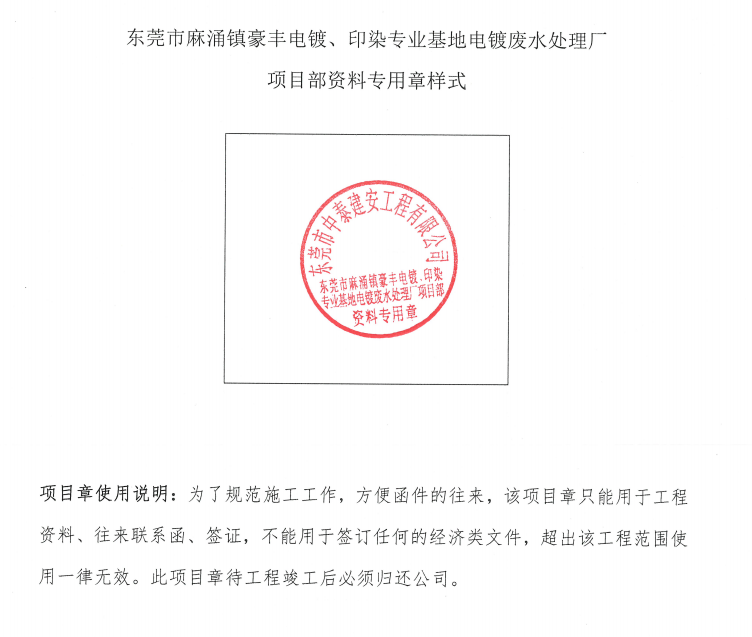 东莞市麻涌镇豪丰电镀、印染专业基地电镀废水处理厂
项目部资料专用章样式
东莞市中泰建安工程有限公司
东莞市麻涌镇豪丰电镀、印染
专业基地电镀废水处理厂项目部
资料专用章
项目章使用说明：为了规范施工工作，方便函件的往来，该项目章只能用于工程
资料、往来联系函、签证，不能用于签订任何的经济类文件，超出该工程范围使
用一律无效。此项目章待工程竣工后必须归还公司。